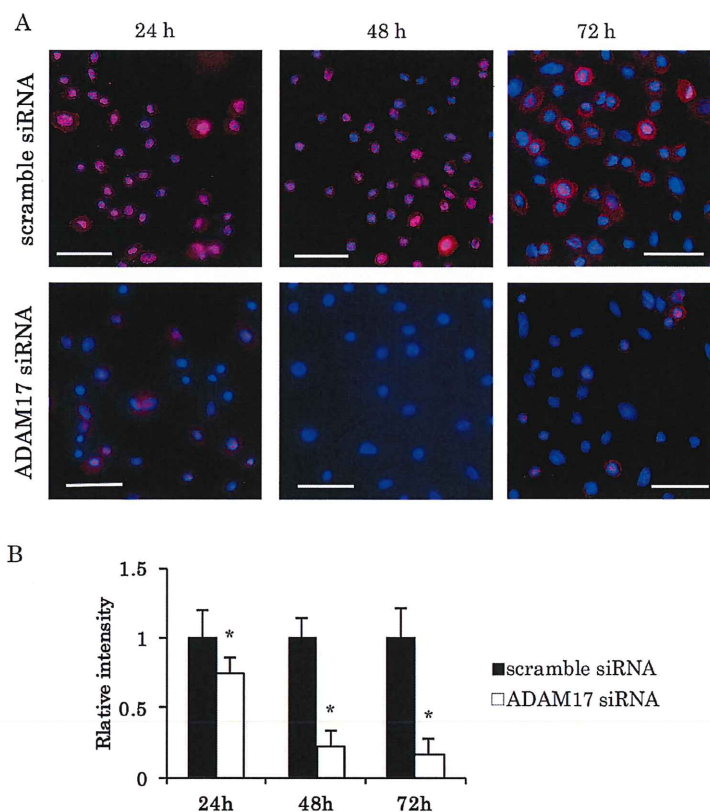 A
24 h
48 h
72 h
scramble siRNA
ADAM17 siRNA
B
Rlative intensity
1.5
1
0.5
0
*
*
*
24h
48h
72h
scramble siRNA
ADAM17 siRNA